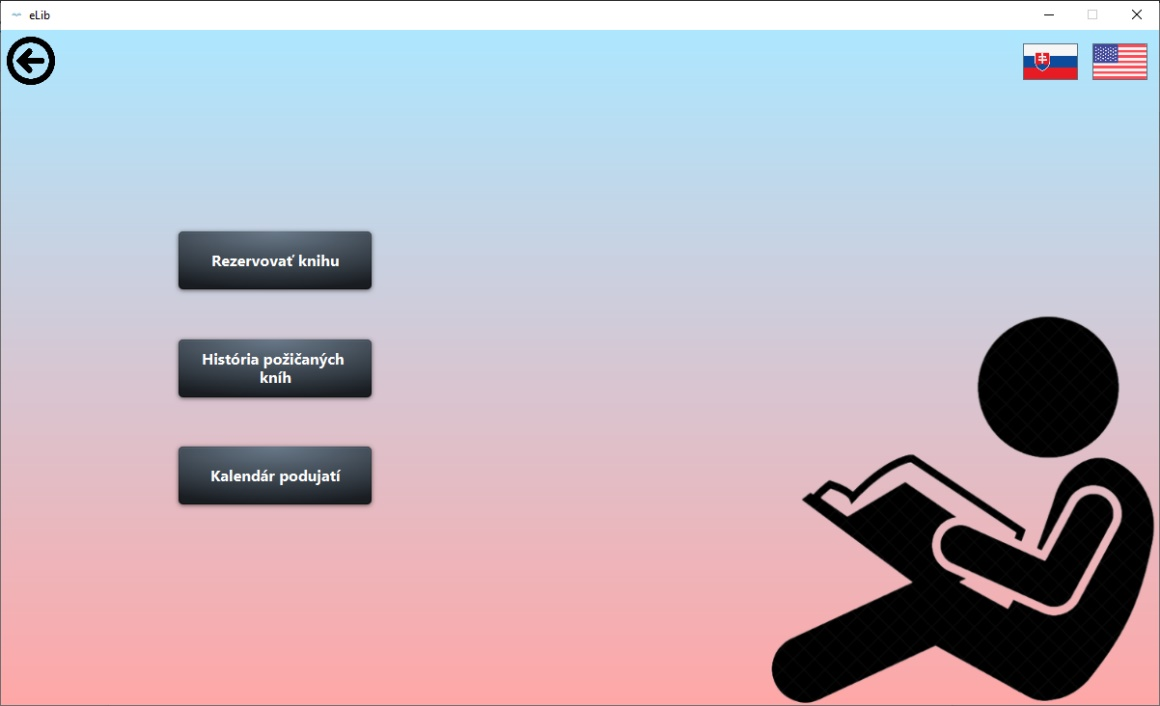 eLib
Rezervovať knihu
História požičaných
kníh
Kalendár podujatí